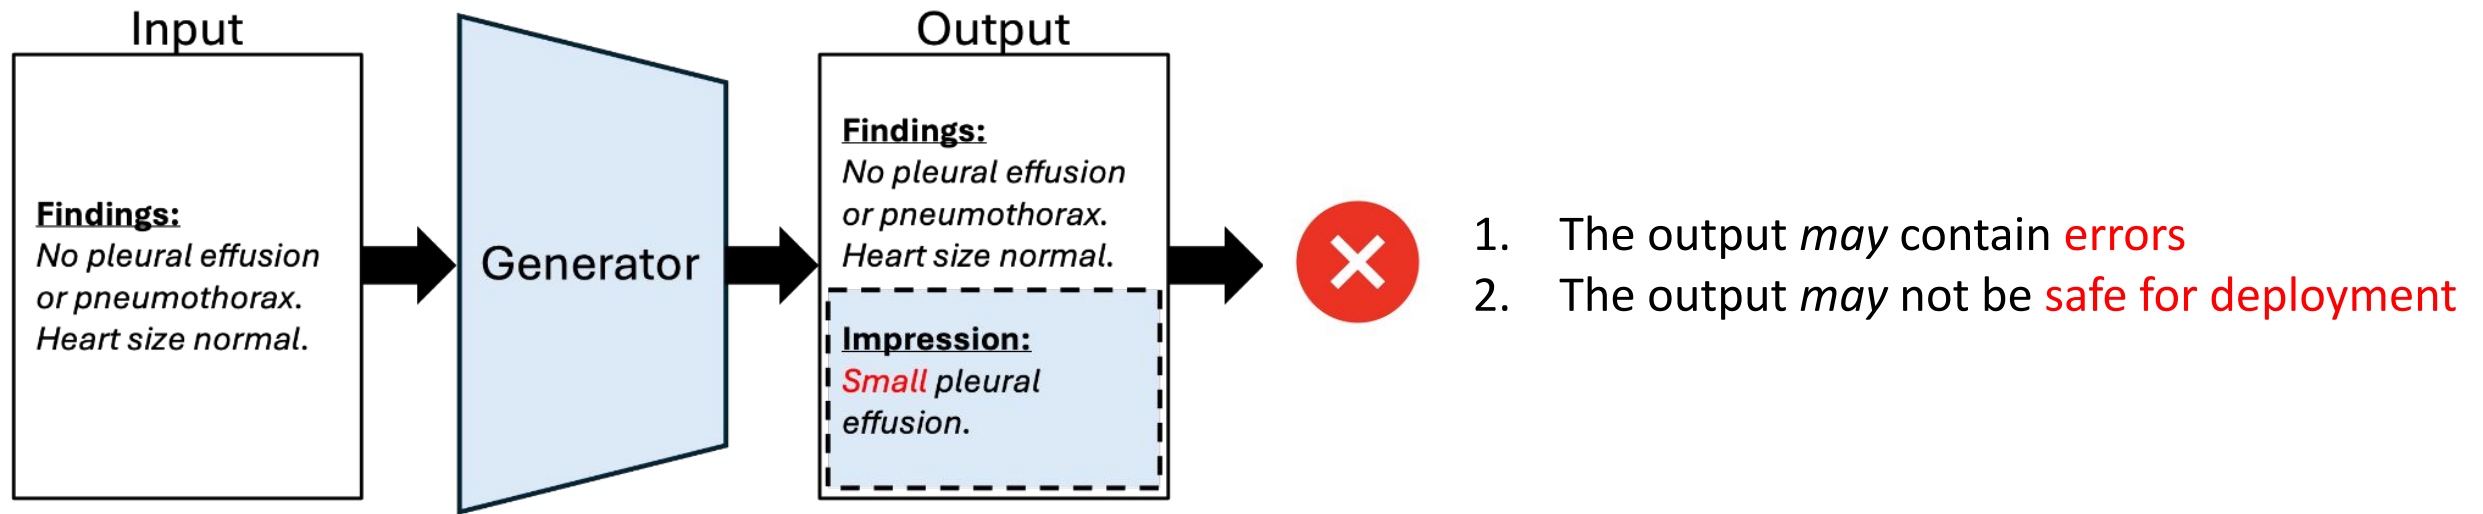 Input
Findings:
No pleural effusion
or pneumothorax.
Heart size normal.
Generator
Output
Findings:
No pleural effusion
or pneumothorax.
Heart size normal.
Impression:
Small pleural
effusion.
1. The output may contain errors
2. The output may not be safe for deployment